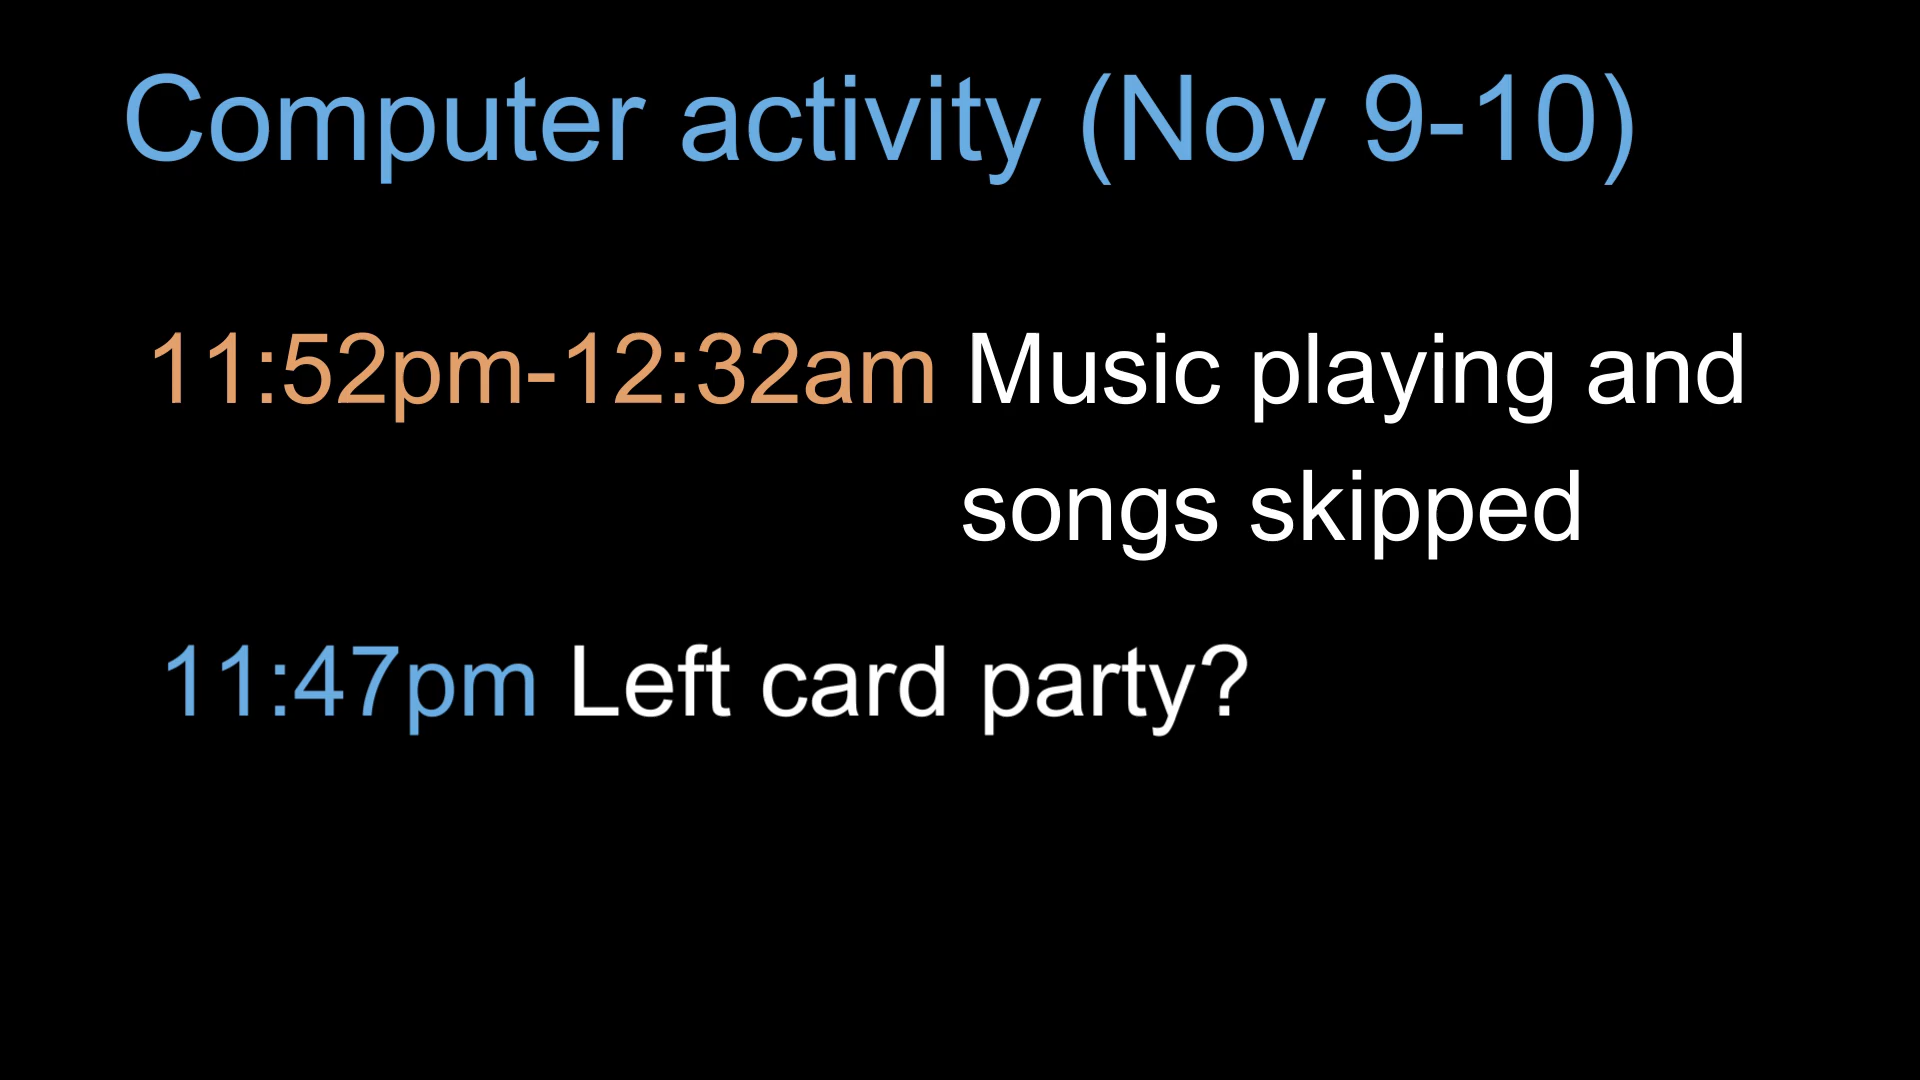 Computer activity (Nov 9-10)
11:52pm-12:32am Music playing and
songs skipped
11:47pm Left card party?